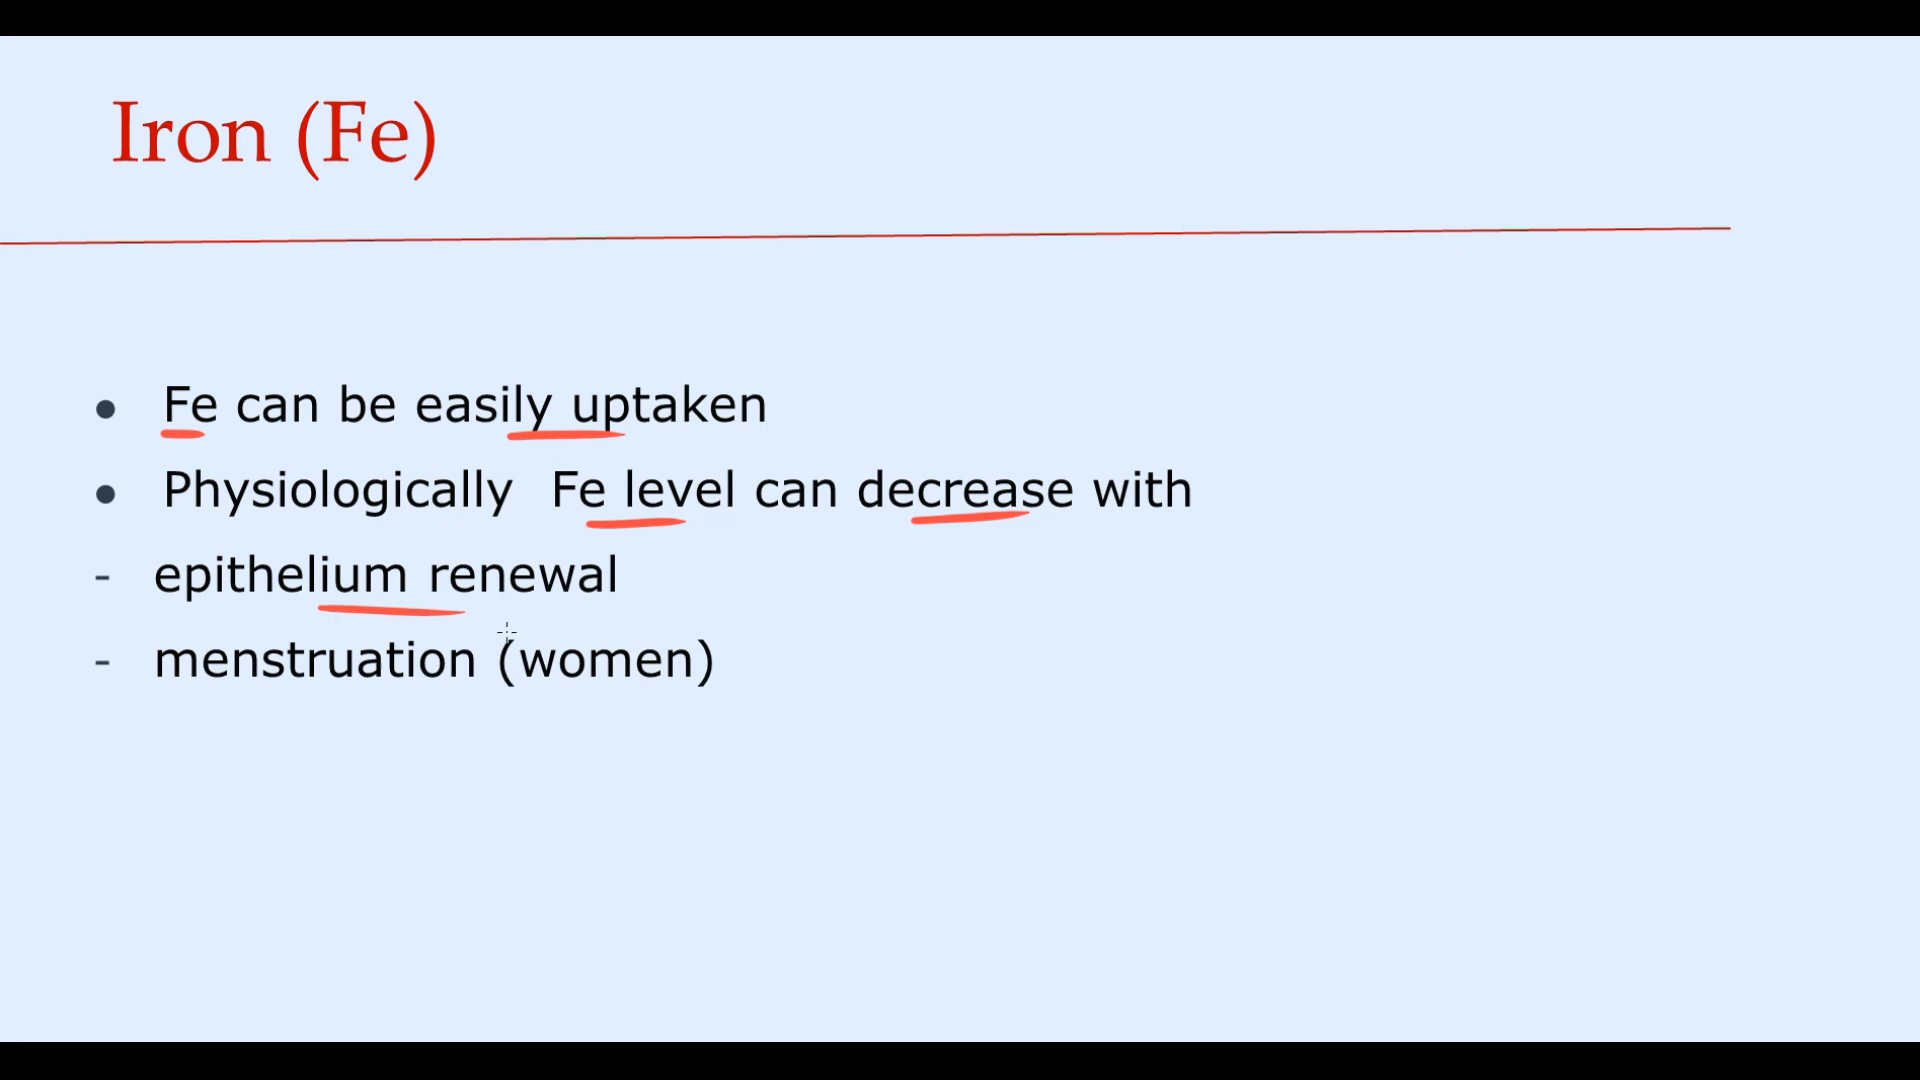 Iron (Fe)
• Fe can be easily uptaken
• Physiologically  Fe level can decrease with
- epithelium renewal
- menstruation (women)